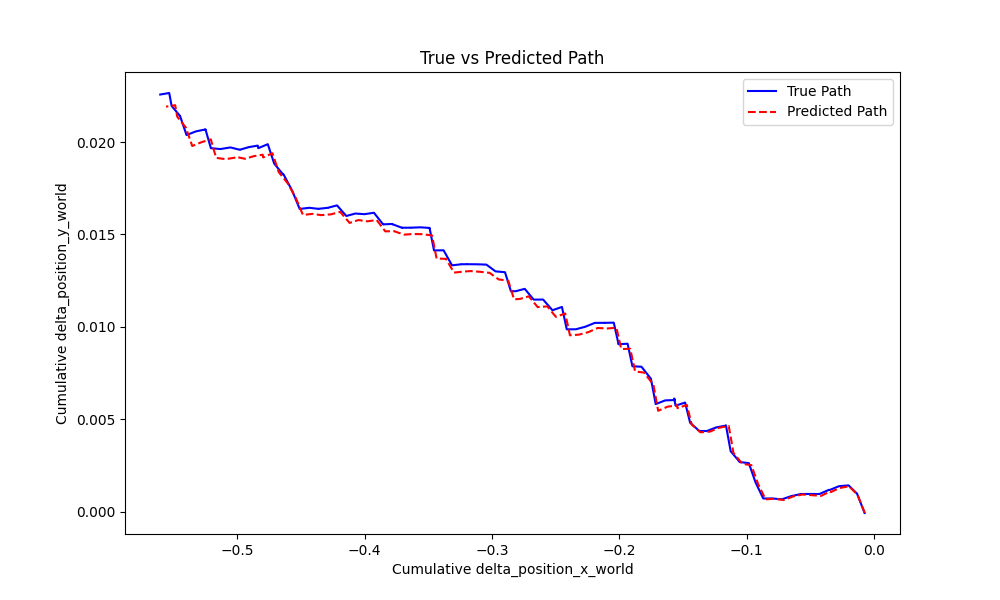 True vs Predicted Path
True Path
Predicted Path
Cumulative delta_position_y_world
0.020
0.015
0.010
0.005
0.000
−0.5
−0.4
−0.3
−0.2
−0.1
0.0
Cumulative delta_position_x_world